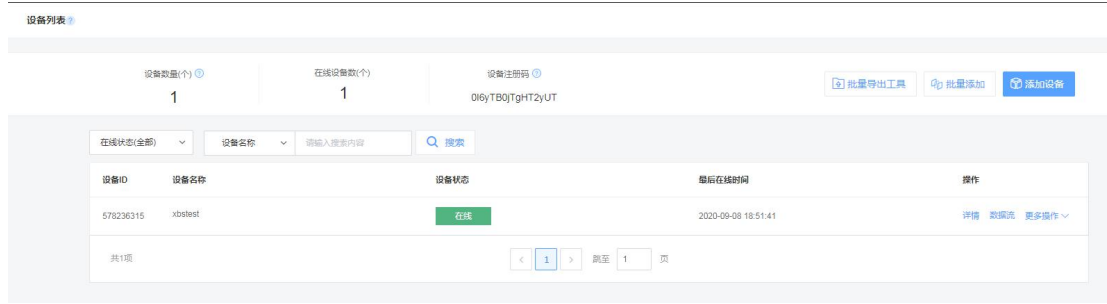 设备列表
设备数量(个) 在线设备数(个) 设备注册码
1 1 0I6yTB0jTgHT2yUT
批量导出工具 批量添加 添加设备
在线状态(全部) 设备名称 请输入搜索内容 搜索
设备ID 设备名称 设备状态 最后在线时间 操作
578236315 xbstest 在线 2020-09-08 18:51:41 详情 数据流 更多操作
共1项 < 1 > 跳至 1 页